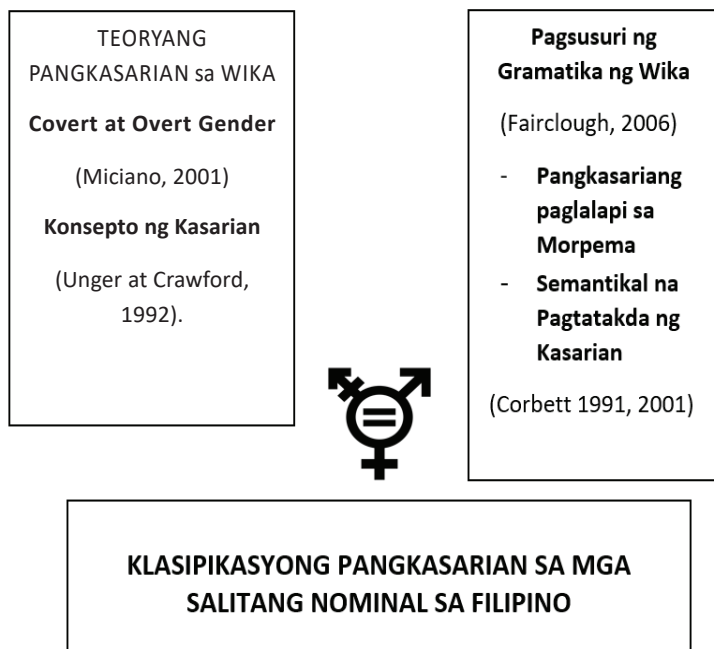 TEORYANG
PANGKASARIAN sa WIKA
Covert at Overt Gender
(Miciano, 2001)
Konsepto ng Kasarian
(Unger at Crawford,
1992).
Pagsusuri ng
Gramatika ng Wika
(Fairclough, 2006)
- Pangkasariang
paglalapi sa
Morpema
- Semantikal na
Pagtatakda ng
Kasarian
(Corbett 1991, 2001)
KLASIPIKASYONG PANGKASARIAN SA MGA
SALITANG NOMINAL SA FILIPINO